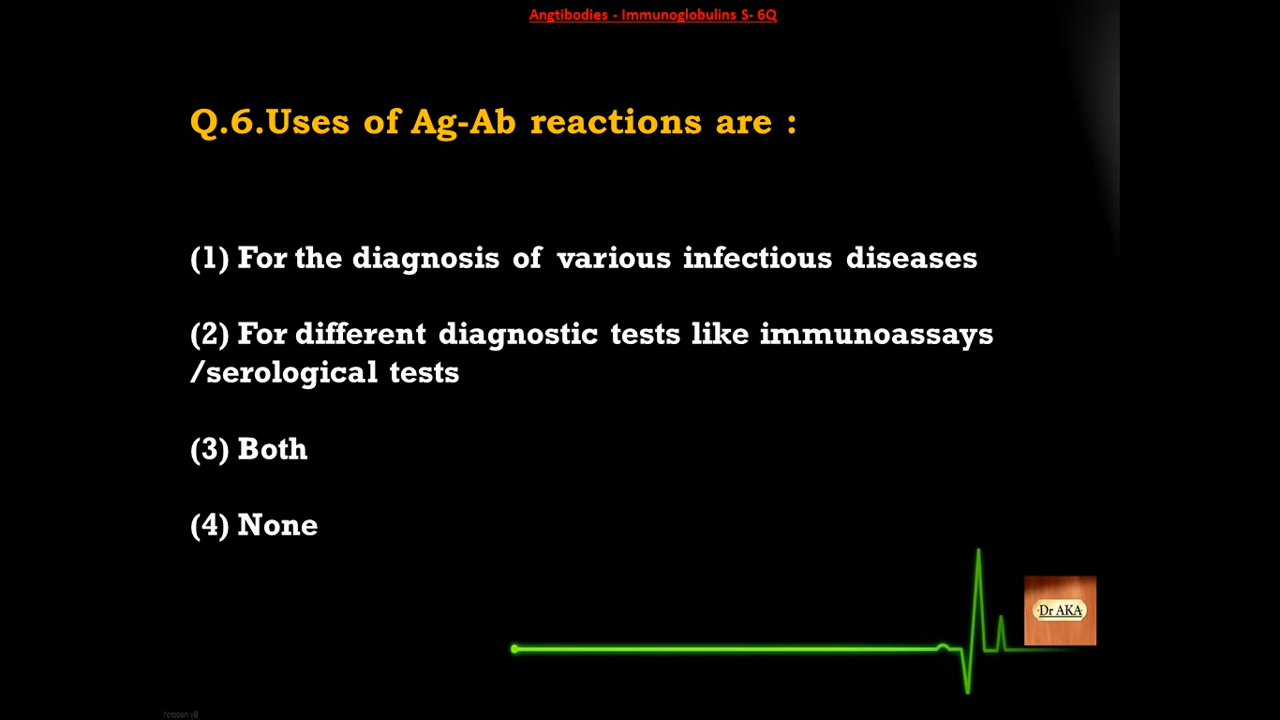 Angtibodies - Immunoglobulins S- 6Q
Q.6.Uses of Ag-Ab reactions are :
(1) For the diagnosis of various infectious diseases
(2) For different diagnostic tests like immunoassays
/serological tests
(3) Both
(4) None
Dr AKA